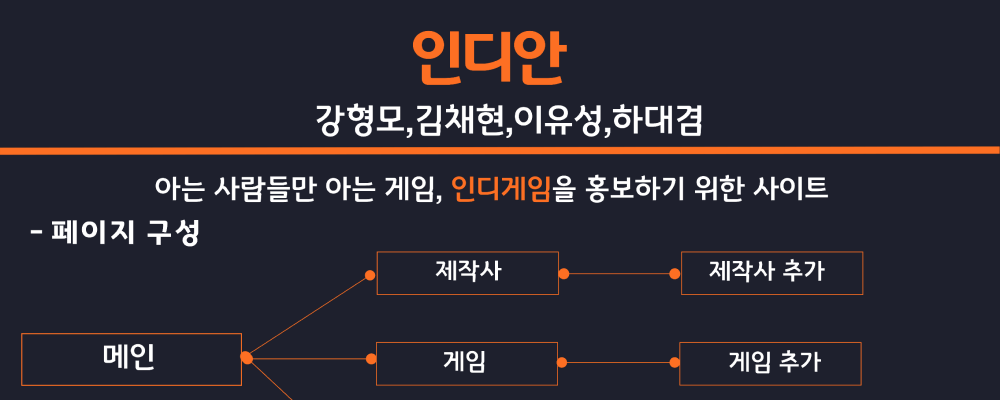 인디안
강형모,김채현,이유성,하대겸
아는 사람들만 아는 게임, 인디게임을 홍보하기 위한 사이트
- 페이지 구성
제작사
제작사 추가
메인
게임
게임 추가